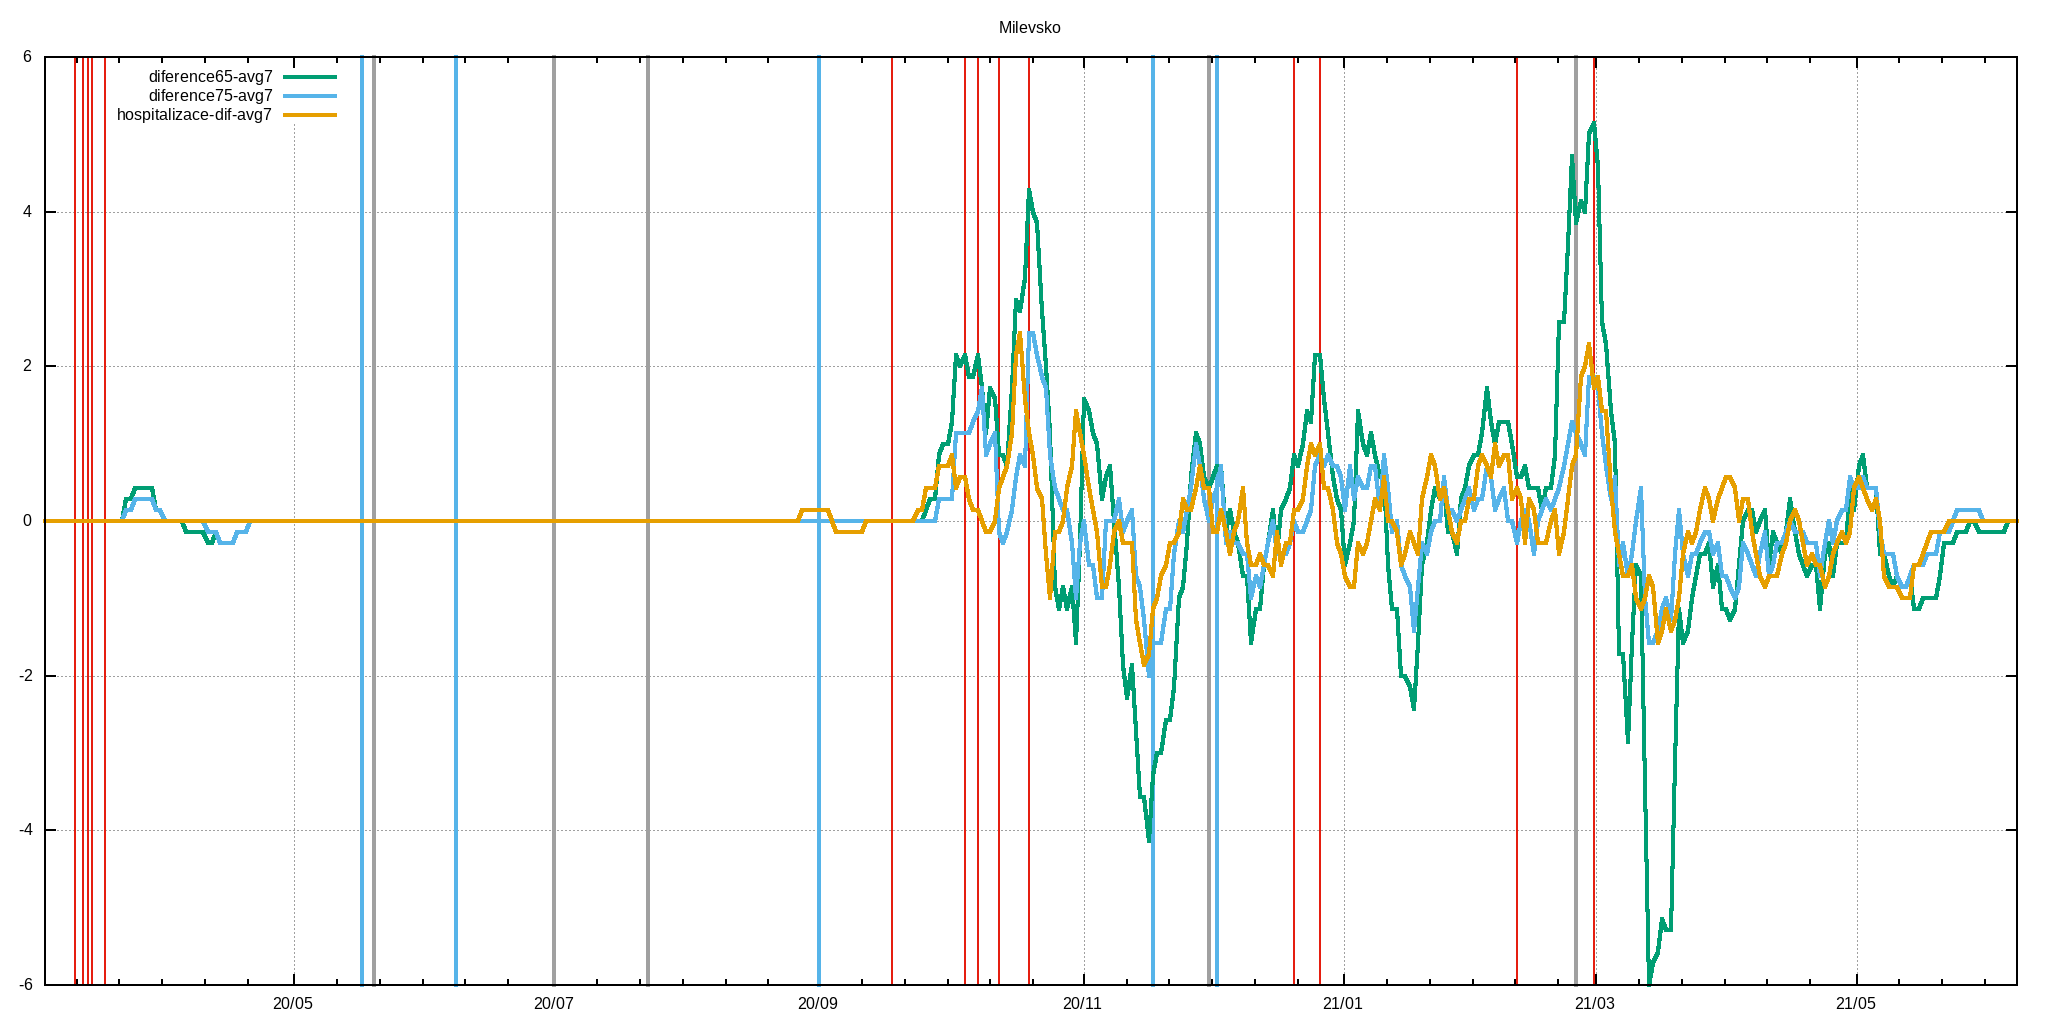 Milevsko
6
diference65-avg7
diference75-avg7
hospitalizace-dif-avg7
4
2
0
-2
-4
-6
20/05 20/07 20/09 20/11 21/01 21/03 21/05